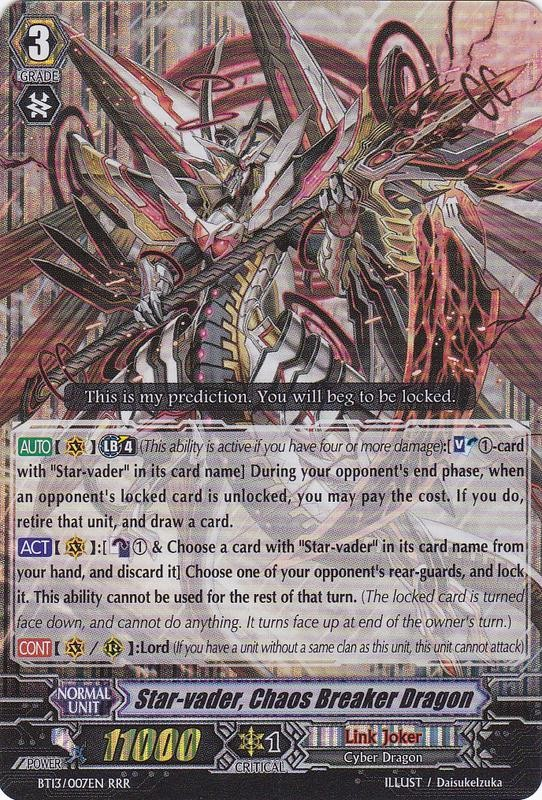 3
GRADE
This is my prediction. You will beg to be locked.
AUTO【 】LB4 (This ability is active if you have four or more damage):[ V ①-card
with "Star-vader" in its card name] During your opponent's end phase, when
an opponent's locked card is unlocked, you may pay the cost. If you do,
retire that unit, and draw a card.
ACT【 】:[ ① & Choose a card with "Star-vader" in its card name from
your hand, and discard it] Choose one of your opponent's rear-guards, and lock
it. This ability cannot be used for the rest of that turn. (The locked card is turned
face down, and cannot do anything. It turns face up at end of the owner's turn.)
CONT【 / 】:Lord (If you have a unit without a same clan as this unit, this unit cannot attack)
NORMAL
UNIT
Star-vader, Chaos Breaker Dragon
POWER
11000
1
CRITICAL
Link Joker
Cyber Dragon
BT13/007EN RRR
ILLUST / DaisukeIzuka